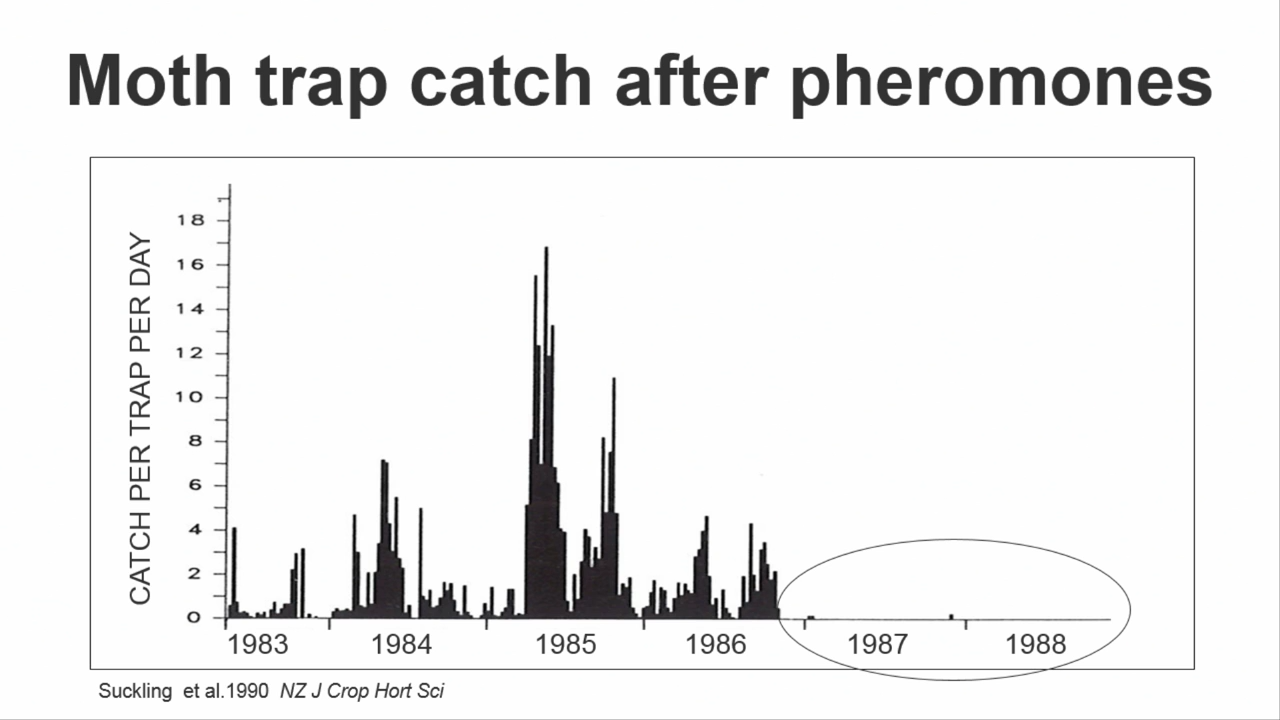 Moth trap catch after pheromones
CATCH PER TRAP PER DAY
18
16
14
12
10
8
6
4
2
0
1983 1984 1985 1986 1987 1988
Suckling et al.1990 NZ J Crop Hort Sci